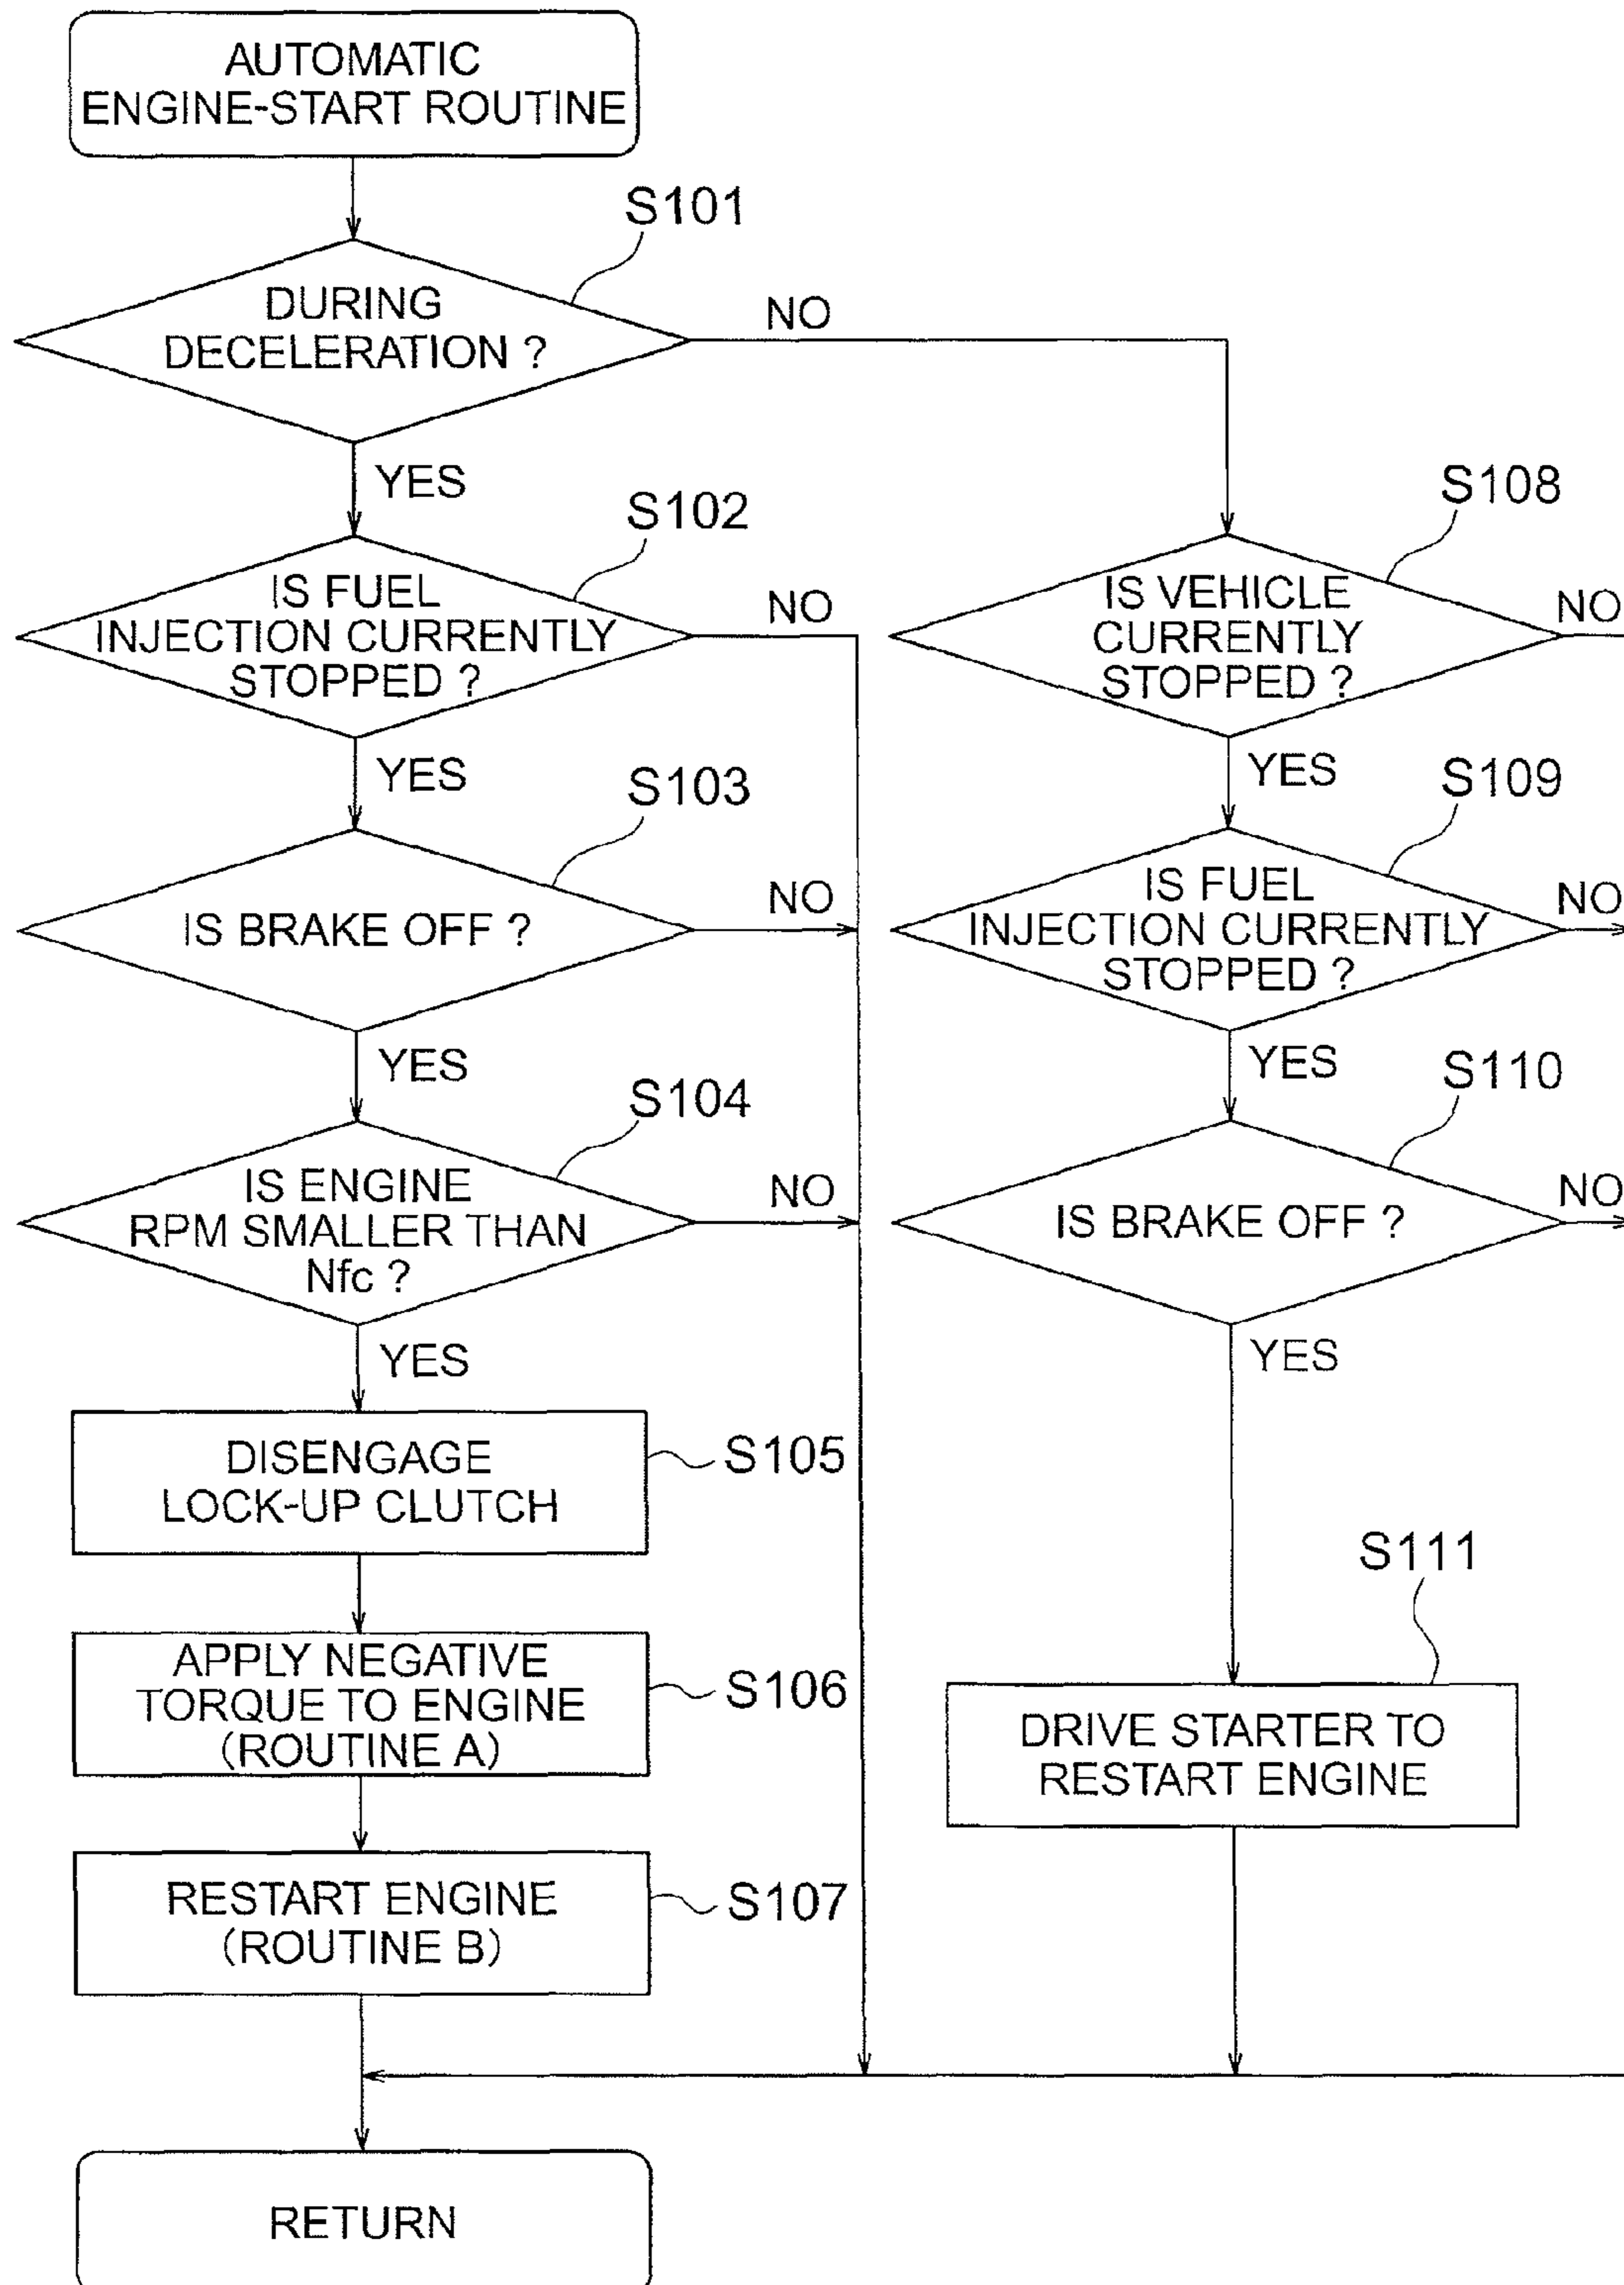 AUTOMATIC
ENGINE-START ROUTINE
S101
DURING
DECELERATION ?
NO
YES
S102
IS FUEL
INJECTION CURRENTLY
STOPPED ?
NO
YES
S103
IS BRAKE OFF ?
NO
YES
S104
IS ENGINE
RPM SMALLER THAN
Nfc ?
NO
YES
DISENGAGE
LOCK-UP CLUTCH
S105
APPLY NEGATIVE
TORQUE TO ENGINE
(ROUTINE A)
S106
RESTART ENGINE
(ROUTINE B)
S107
S108
IS VEHICLE
CURRENTLY
STOPPED ?
NO
YES
S109
IS FUEL
INJECTION CURRENTLY
STOPPED ?
NO
YES
S110
IS BRAKE OFF ?
NO
YES
S111
DRIVE STARTER TO
RESTART ENGINE
RETURN